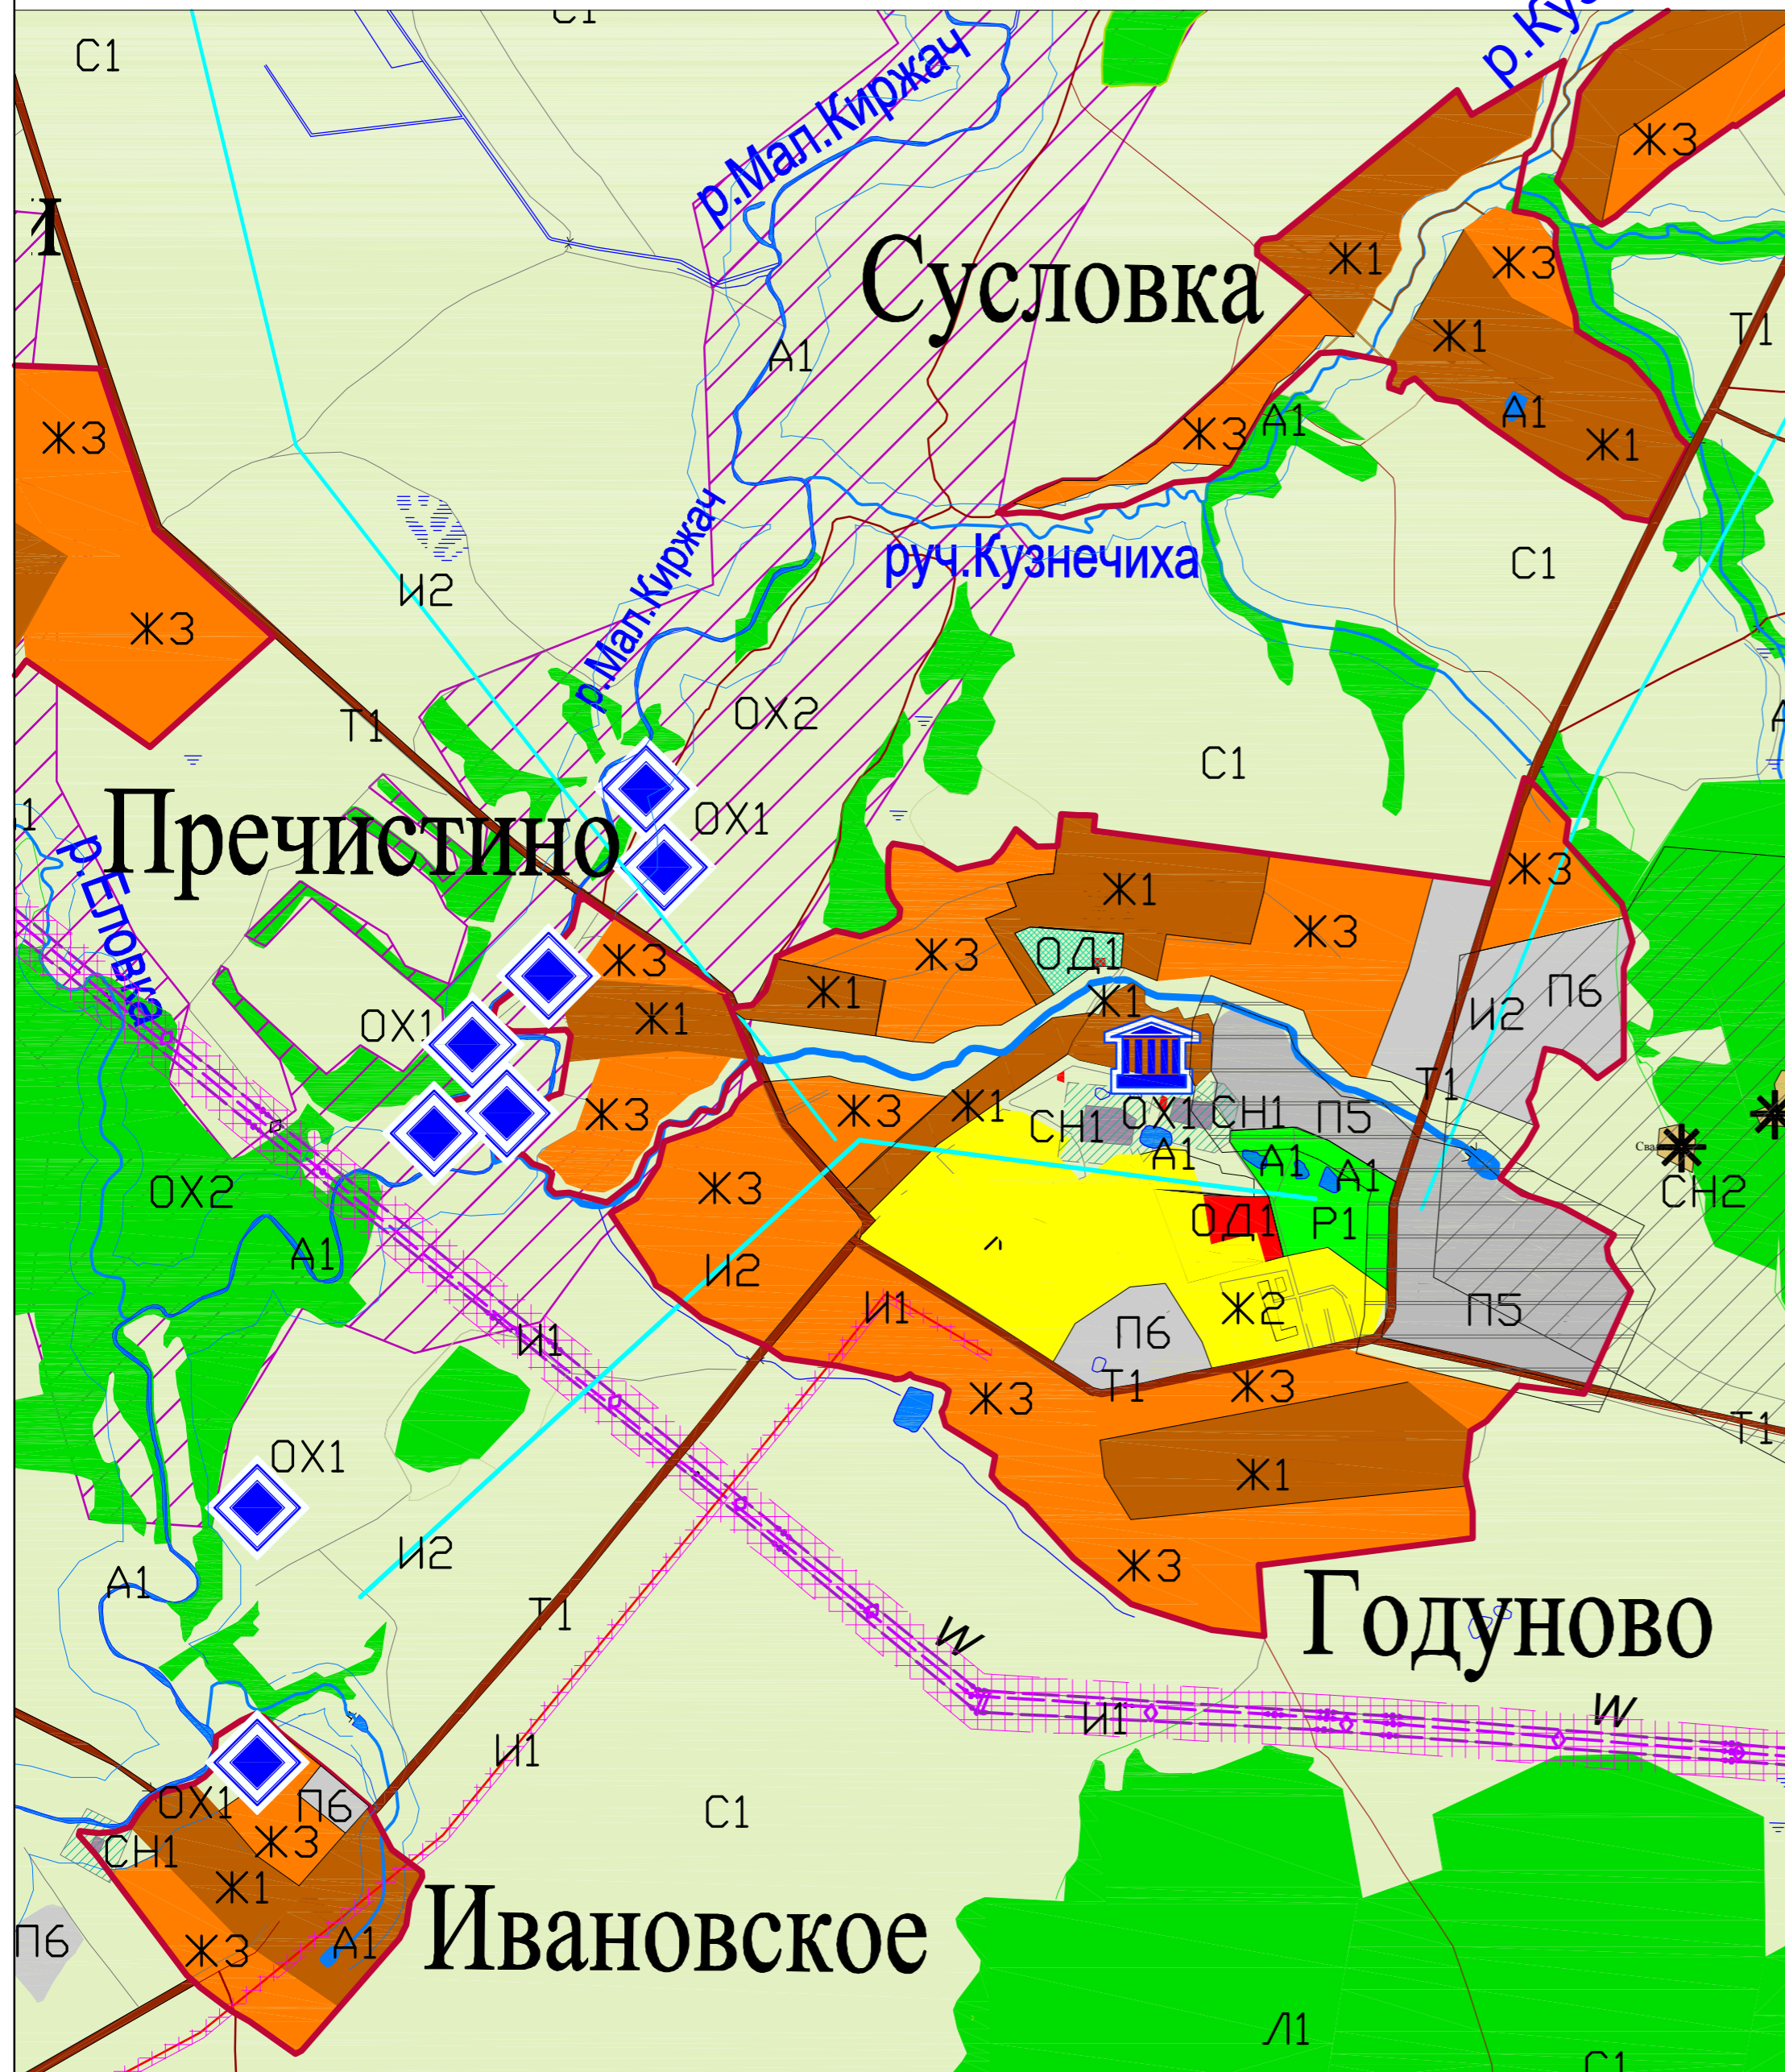 С1
С1
р.Мал.Киржач
Ж3
Ж1
Ж3
Сусловка
Ж1
Т1
А1
Ж3
Ж3
А1
А1
Ж1
р.Мал.Киржач
руч.Кузнечиха
С1
И2
Ж3
Т1
ОХ2
С1
Пречистино
ОХ1
р.Еловка
Ж3
Ж1
Ж3
Ж3
Ж3
ОД1
Ж1
Ж1
П6
И2
ОХ1
Ж1
Т1
Ж3
Ж3
Ж1
СН1
ОХ1
СН1
П5
А1
А1
А1
Ж3
ОХ2
СН2
ОД1
Р1
А1
И2
И1
И1
П6
Ж2
П5
Т1
Ж3
Ж3
Т1
ОХ1
Ж1
И2
Ж3
А1
Т1
Годуново
W
W
И1
И1
ОХ1
П6
С1
Ж3
СН1
Ж1
Ивановское
П6
Ж3
А1
Л1
С1